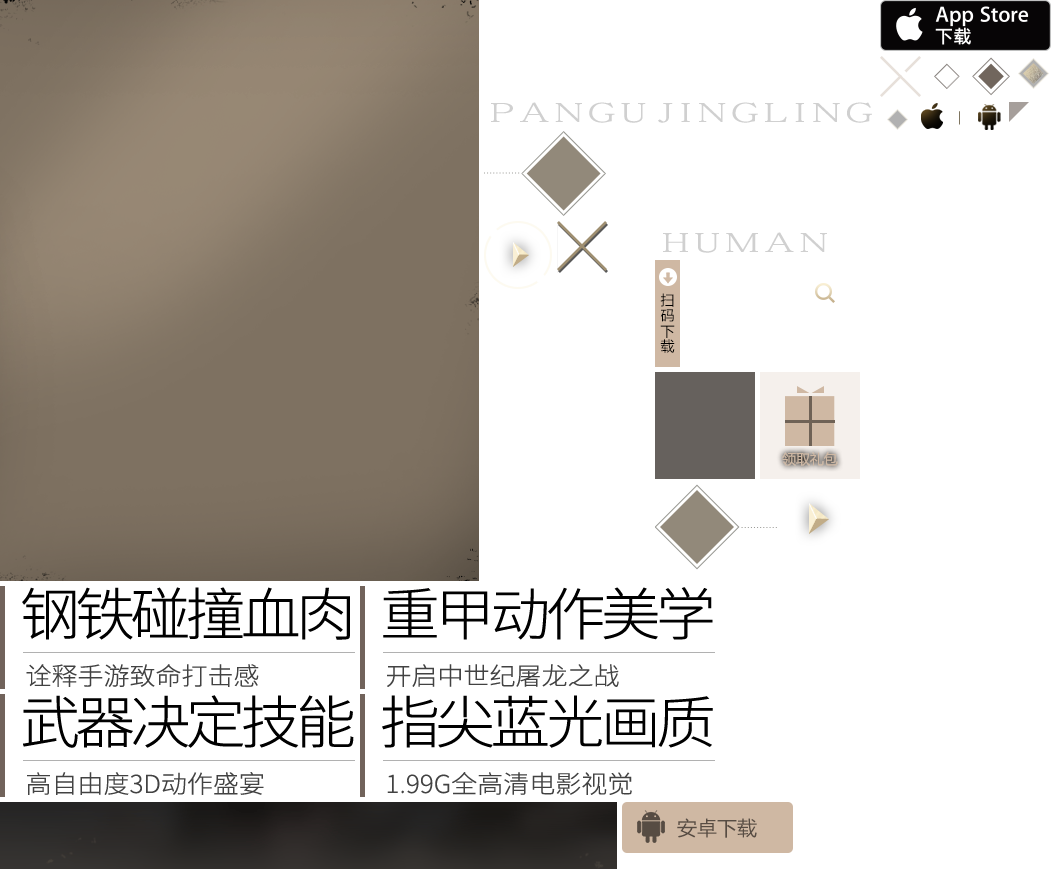 App Store
下载
PANGU JINGLING
HUMAN
扫码下载
领取礼包
钢铁碰撞血肉
诠释手游致命打击感
重甲动作美学
开启中世纪屠龙之战
武器决定技能
高自由度3D动作盛宴
指尖蓝光画质
1.99G全高清电影视觉
安卓下载